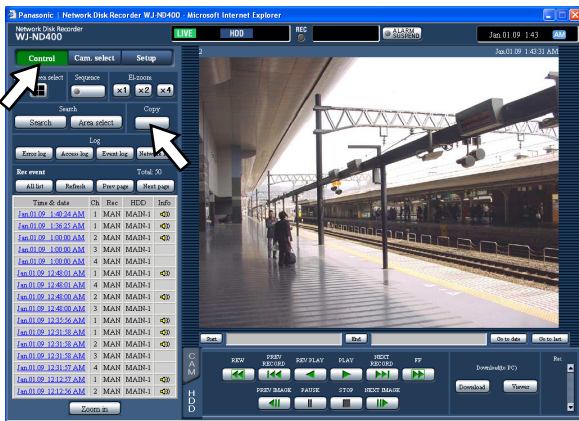 Panasonic | Network Disk Recorder WJ-ND400 - Microsoft Internet Explorer
Network Disk Recorder
WJ-ND400
LIVE HDD REC ALARM SUSPEND Jan.01.09 1:43 AM
Control Cam. select Setup
2 Jan.01.09 1:43:31 AM
select Sequence El-zoom
x1 x2 x4
Search Copy
Search Area select
Log
Error log Access log Event log
Rec event Total: 50
All list Refresh Prev page Next page
Time & date Ch Rec HDD Info
Jan.01.09 1:40:24 AM 1 MAN MAIN-1
Jan.01.09 1:36:25 AM 1 MAN MAIN-1
Jan.01.09 1:00:00 AM 2 MAN MAIN-1
Jan.01.09 1:00:00 AM 3 MAN MAIN-1
Jan.01.09 1:00:00 AM 4 MAN MAIN-1
Jan.01.09 12:48:01 AM 1 MAN MAIN-1
Jan.01.09 12:48:01 AM 4 MAN MAIN-1
Jan.01.09 12:48:00 AM 2 MAN MAIN-1
Jan.01.09 12:48:00 AM 3 MAN MAIN-1
Jan.01.09 12:35:56 AM 1 MAN MAIN-1
Jan.01.09 12:31:58 AM 1 MAN MAIN-1
Jan.01.09 12:31:58 AM 2 MAN MAIN-1
Jan.01.09 12:31:58 AM 3 MAN MAIN-1
Jan.01.09 12:31:57 AM 4 MAN MAIN-1
Jan.01.09 12:12:57 AM 1 MAN MAIN-1
Jan.01.09 12:12:56 AM 2 MAN MAIN-1
Zoom in
Start End Go to date Go to last
CAM
HDD
REW PREV RECORD REV PLAY PLAY NEXT RECORD FF
PREV IMAGE PAUSE STOP NEXT IMAGE
Download(to PC)
Download Viewer
Rec